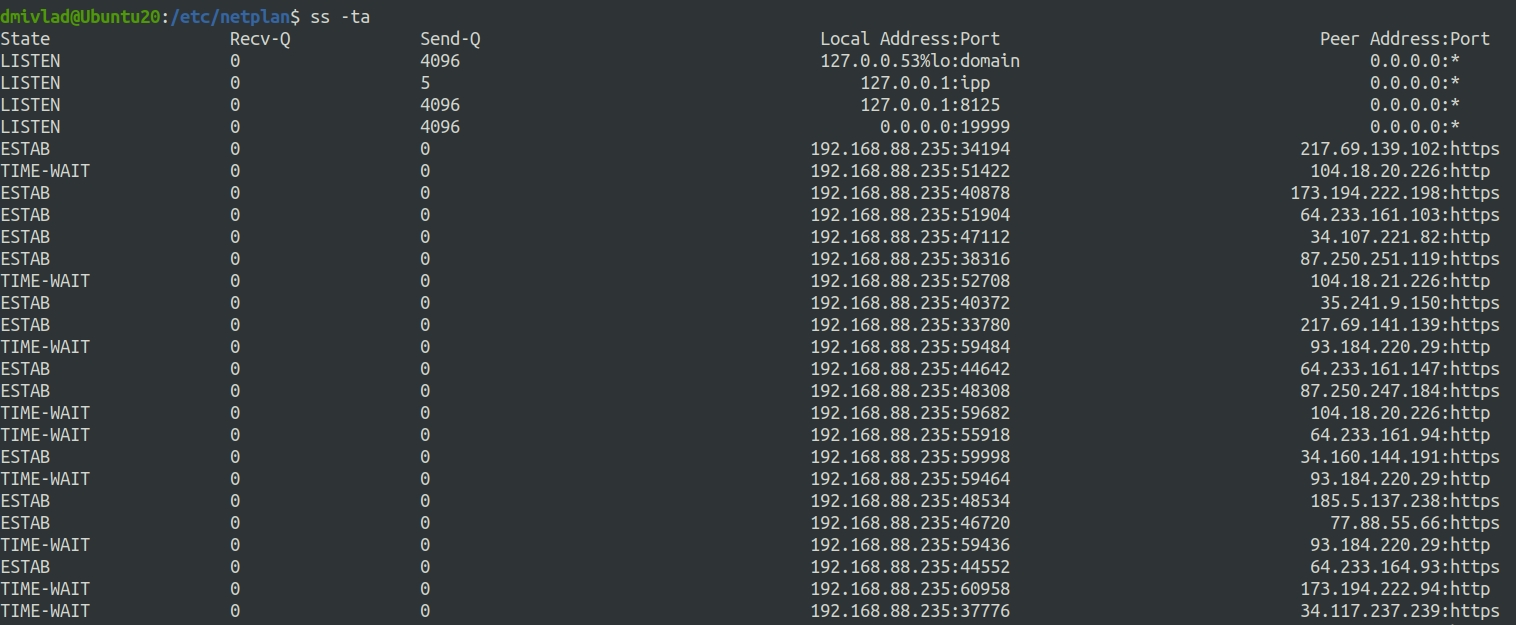 dmivlad@Ubuntu20:/etc/netplan$ ss -ta
State Recv-Q Send-Q Local Address:Port Peer Address:Port
LISTEN 0 4096 127.0.0.53%lo:domain 0.0.0.0:*
LISTEN 0 5 127.0.0.1:ipp 0.0.0.0:*
LISTEN 0 4096 127.0.0.1:8125 0.0.0.0:*
LISTEN 0 4096 0.0.0.0:19999 0.0.0.0:*
ESTAB 0 0 192.168.88.235:34194 217.69.139.102:https
TIME-WAIT 0 0 192.168.88.235:51422 104.18.20.226:http
ESTAB 0 0 192.168.88.235:40878 173.194.222.198:https
ESTAB 0 0 192.168.88.235:51904 64.233.161.103:https
ESTAB 0 0 192.168.88.235:47112 34.107.221.82:http
ESTAB 0 0 192.168.88.235:38316 87.250.251.119:https
TIME-WAIT 0 0 192.168.88.235:52708 104.18.21.226:http
ESTAB 0 0 192.168.88.235:40372 35.241.9.150:https
ESTAB 0 0 192.168.88.235:33780 217.69.141.139:https
TIME-WAIT 0 0 192.168.88.235:59484 93.184.220.29:http
ESTAB 0 0 192.168.88.235:44642 64.233.161.147:https
ESTAB 0 0 192.168.88.235:48308 87.250.247.184:https
TIME-WAIT 0 0 192.168.88.235:59682 104.18.20.226:http
TIME-WAIT 0 0 192.168.88.235:55918 64.233.161.94:http
ESTAB 0 0 192.168.88.235:59998 34.160.144.191:https
TIME-WAIT 0 0 192.168.88.235:59464 93.184.220.29:http
ESTAB 0 0 192.168.88.235:48534 185.5.137.238:https
ESTAB 0 0 192.168.88.235:46720 77.88.55.66:https
TIME-WAIT 0 0 192.168.88.235:59436 93.184.220.29:http
ESTAB 0 0 192.168.88.235:44552 64.233.164.93:https
TIME-WAIT 0 0 192.168.88.235:60958 173.194.222.94:http
TIME-WAIT 0 0 192.168.88.235:37776 34.117.237.239:https